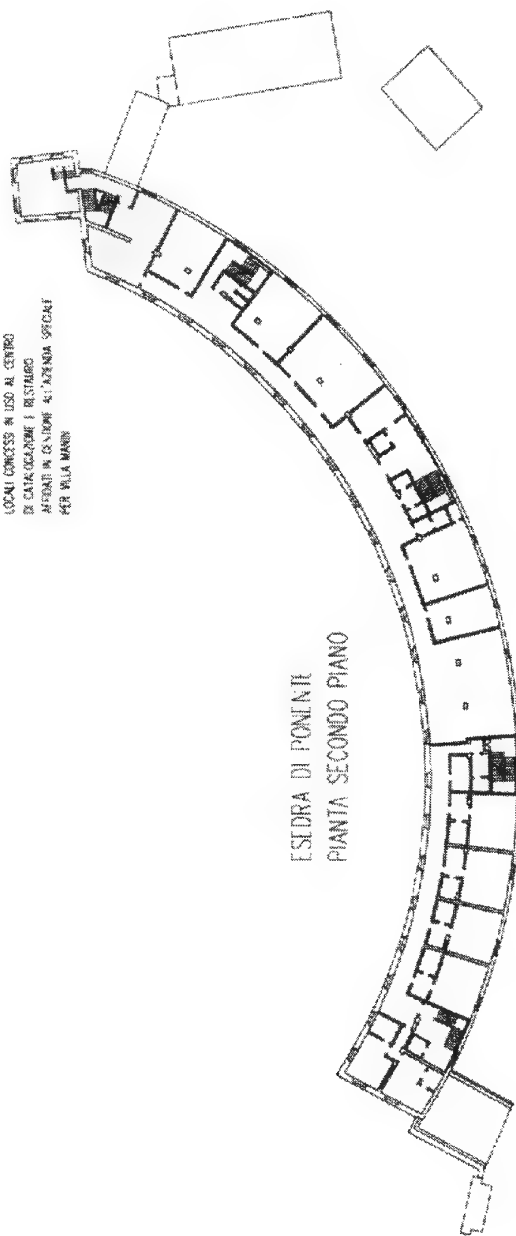 LOCALI CONCESSI IN USO AL CENTRO
DI CATALOGAZIONE E RESTAURO
AFFIDATI IN GESTIONE ALL'AZIENDA SPECIALE
PER VILLA MANIN
ESEDRA DI PONENTE
PIANTA SECONDO PIANO